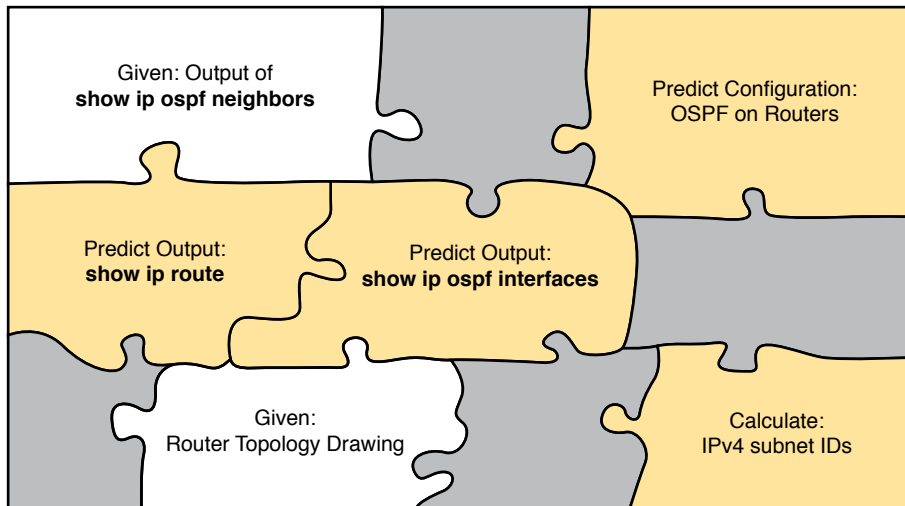 Given: Output of
show ip ospf neighbors
Predict Configuration:
OSPF on Routers
Predict Output:
show ip route
Predict Output:
show ip ospf interfaces
Given:
Router Topology Drawing
Calculate:
IPv4 subnet IDs